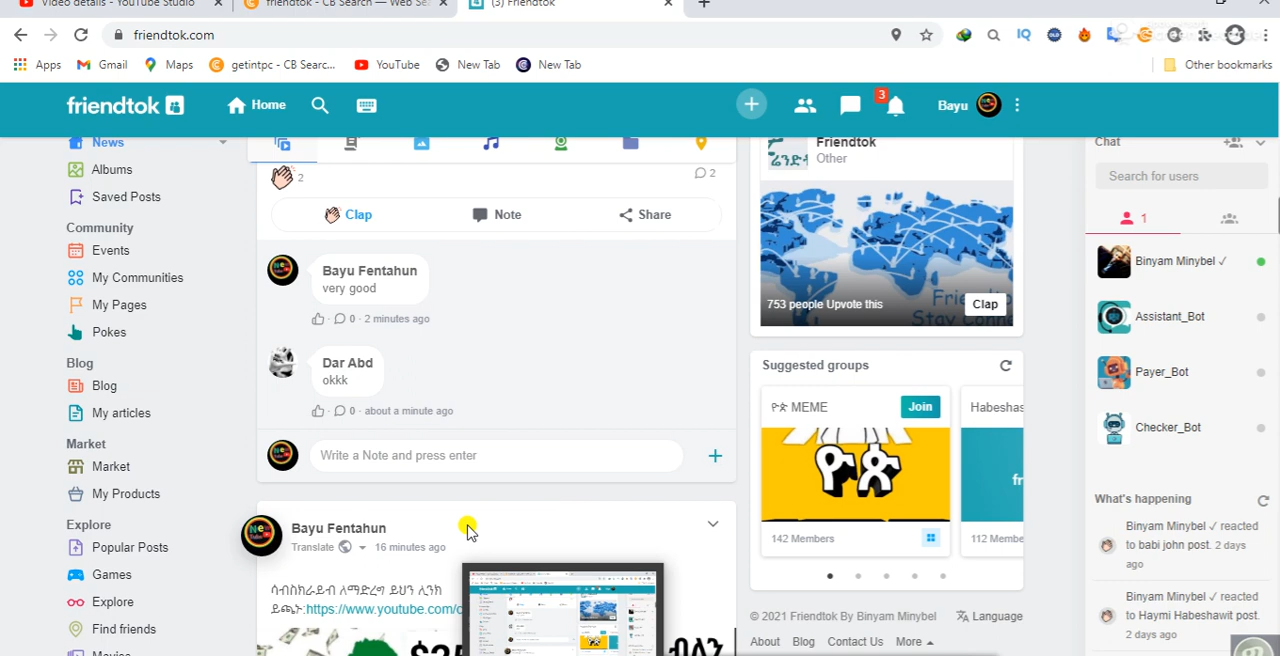 Video details - YouTube Studio
friendtok - CB Search — Web Se
(3) Friendtok
friendtok.com
Apps
Gmail
Maps
getintpc - CB Searc...
YouTube
New Tab
New Tab
Other bookmarks
friendtok
Home
3
Bayu
News
Albums
Saved Posts
Community
Events
My Communities
My Pages
Pokes
Blog
Blog
My articles
Market
Market
My Products
Explore
Popular Posts
Games
Explore
Find friends
Movies
2
2
Clap
Note
Share
Bayu Fentahun
very good
0 · 2 minutes ago
Dar Abd
okkk
0 · about a minute ago
Write a Note and press enter
Bayu Fentahun
Translate
16 minutes ago
ሳብስክራይብ ለማድረግ ይህን ሊንክ
ይጫኑ:https://www.youtube.com/c
Friendtok
Other
753 people Upvote this
Clap
Suggested groups
ዮጵ MEME
Join
Habeshas
ዮጵ
142 Members
112 Membe
© 2021 Friendtok By Binyam Minybel
Language
About
Blog
Contact Us
More
Chat
Search for users
1
Binyam Minybel ✓
Assistant_Bot
Payer_Bot
Checker_Bot
What's happening
Binyam Minybel ✓ reacted
to babi john post. 2 days
ago
Binyam Minybel ✓ reacted
to Haymi Habeshawit post.
2 days ago